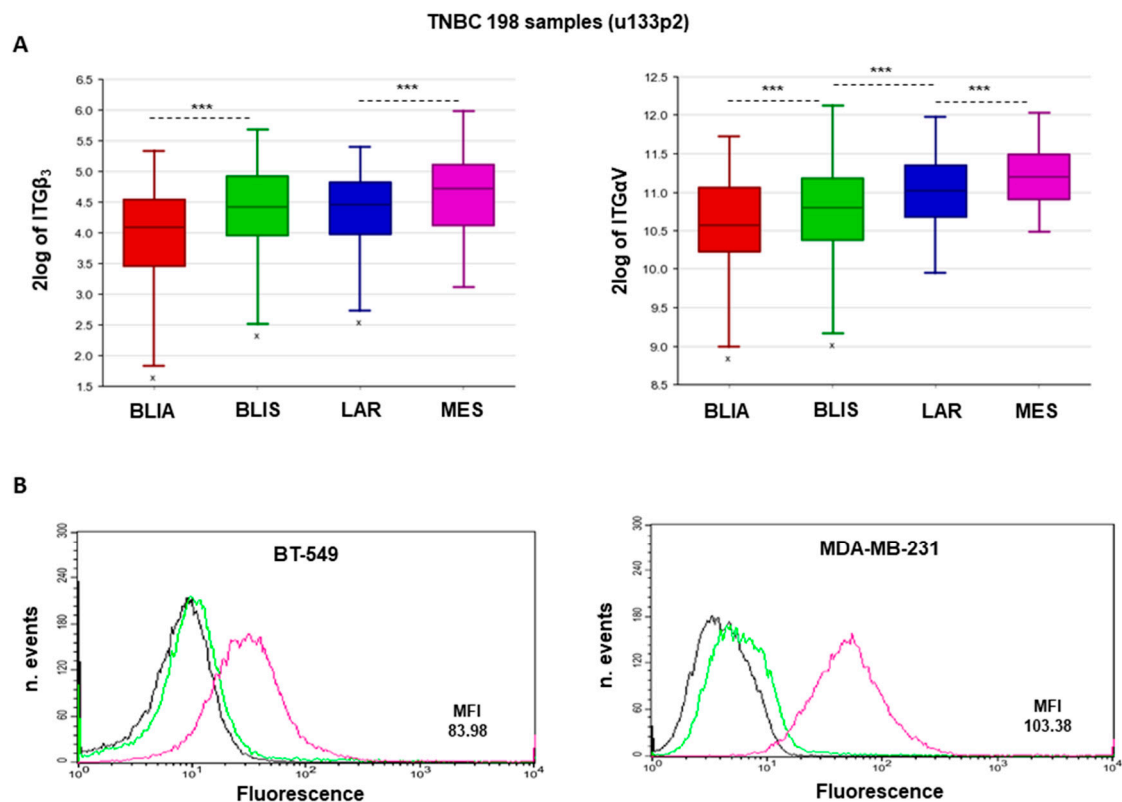 TNBC 198 samples (u133p2)
A
2log of ITGβ3
6.5
6.0
5.5
5.0
4.5
4.0
3.5
3.0
2.5
2.0
1.5
***
***
x
x
x
BLIA BLIS LAR MES
2log of ITGαV
12.5
12.0
11.5
11.0
10.5
10.0
9.5
9.0
8.5
***
***
***
x
x
BLIA BLIS LAR MES
B
BT-549
n. events
300
240
180
120
60
0
MFI
83.98
10⁰ 10¹ 10² 10³ 10⁴
Fluorescence
MDA-MB-231
n. events
300
240
180
120
60
0
MFI
103.38
10⁰ 10¹ 10² 10³ 10⁴
Fluorescence